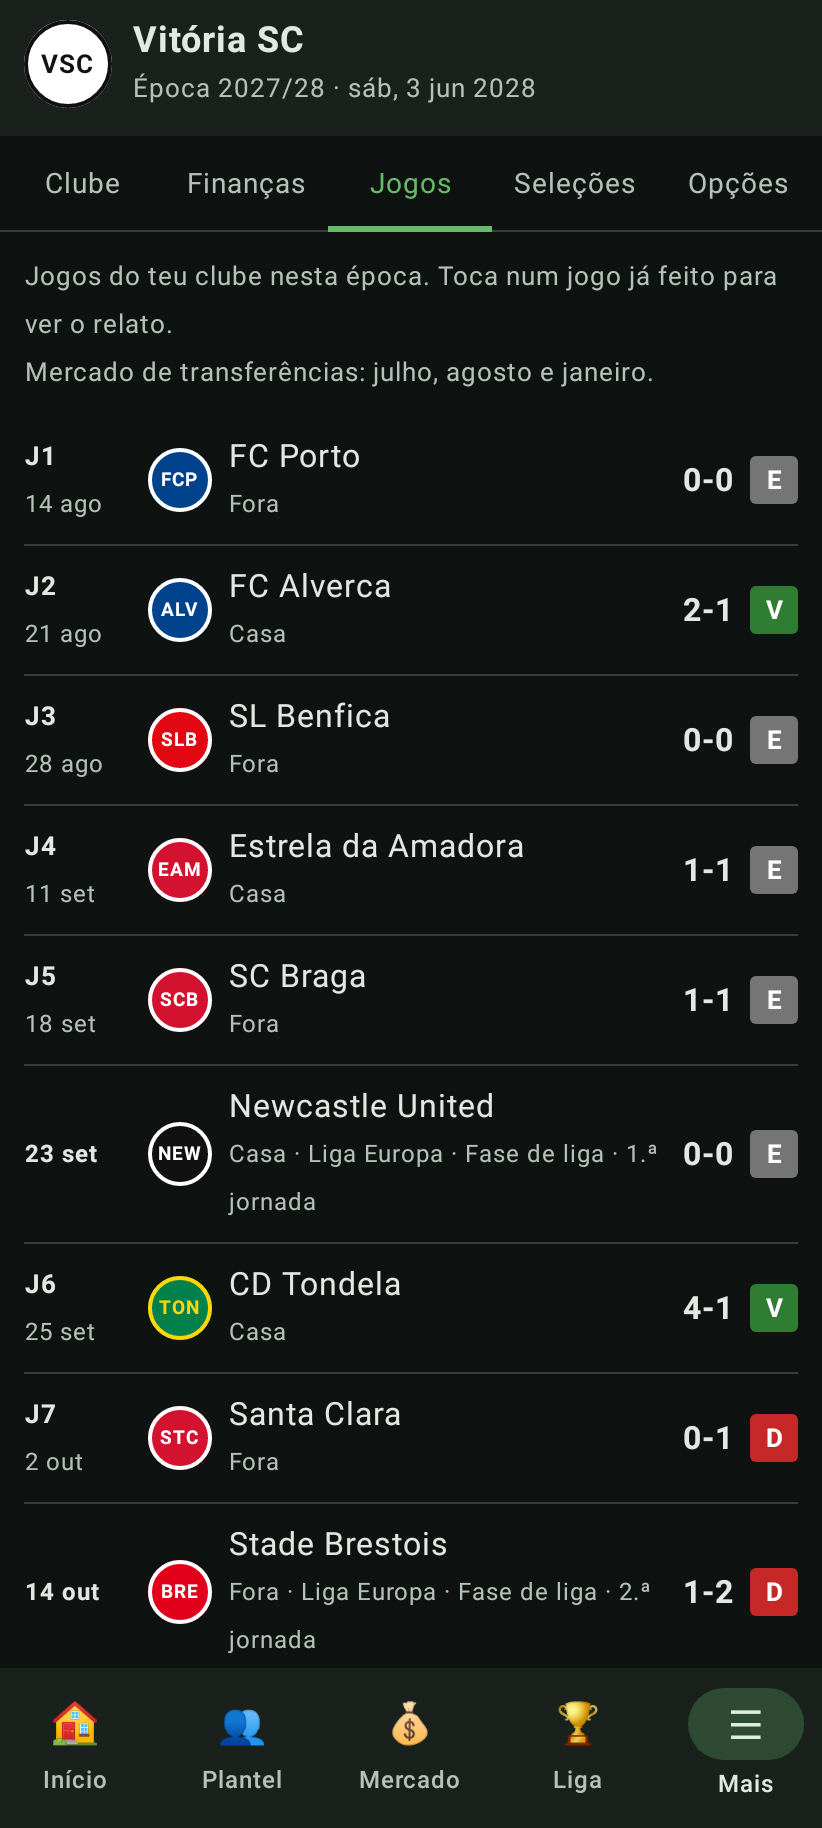 VSC
Vitória SC
Época 2027/28 · sáb, 3 jun 2028
Clube Finanças Jogos Seleções Opções
Jogos do teu clube nesta época. Toca num jogo já feito para
ver o relato.
Mercado de transferências: julho, agosto e janeiro.
J1
14 ago
FCP
FC Porto
Fora
0-0 E
J2
21 ago
ALV
FC Alverca
Casa
2-1 V
J3
28 ago
SLB
SL Benfica
Fora
0-0 E
J4
11 set
EAM
Estrela da Amadora
Casa
1-1 E
J5
18 set
SCB
SC Braga
Fora
1-1 E
23 set
NEW
Newcastle United
Casa · Liga Europa · Fase de liga · 1.ª
jornada
0-0 E
J6
25 set
TON
CD Tondela
Casa
4-1 V
J7
2 out
STC
Santa Clara
Fora
0-1 D
14 out
BRE
Stade Brestois
Fora · Liga Europa · Fase de liga · 2.ª
jornada
1-2 D
Início Plantel Mercado Liga Mais